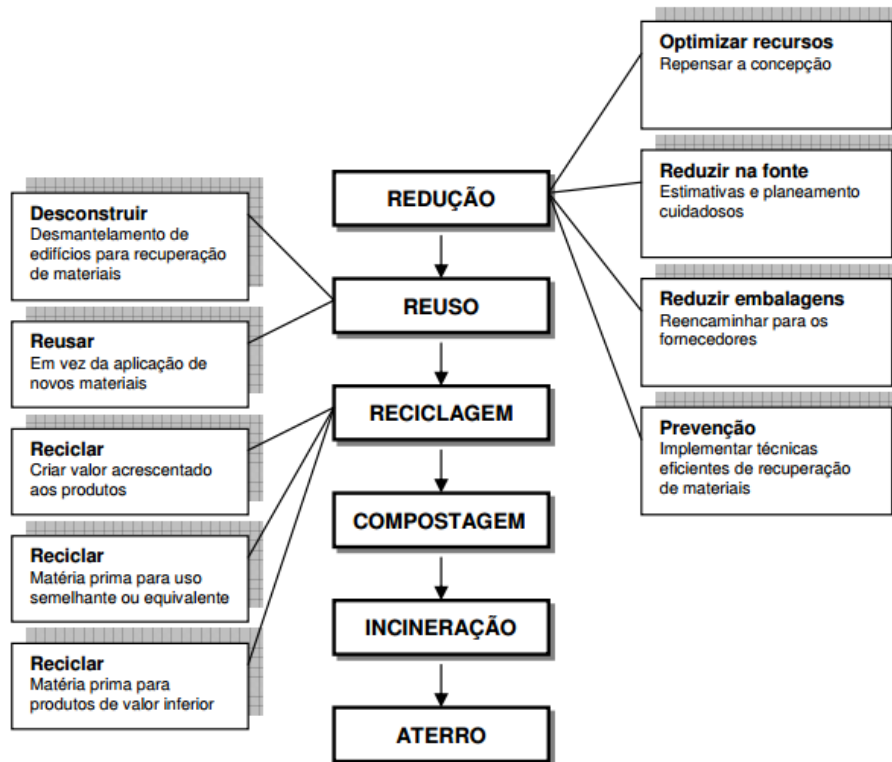 REDUÇÃO
REUSO
RECICLAGEM
COMPOSTAGEM
INCINERAÇÃO
ATERRO
Desconstruir
Desmantelamento de
edifícios para recuperação
de materiais
Reusar
Em vez da aplicação de
novos materiais
Reciclar
Criar valor acrescentado
aos produtos
Reciclar
Matéria prima para uso
semelhante ou equivalente
Reciclar
Matéria prima para
produtos de valor inferior
Optimizar recursos
Repensar a concepção
Reduzir na fonte
Estimativas e planeamento
cuidadosos
Reduzir embalagens
Reencaminhar para os
fornecedores
Prevenção
Implementar técnicas
eficientes de recuperação
de materiais